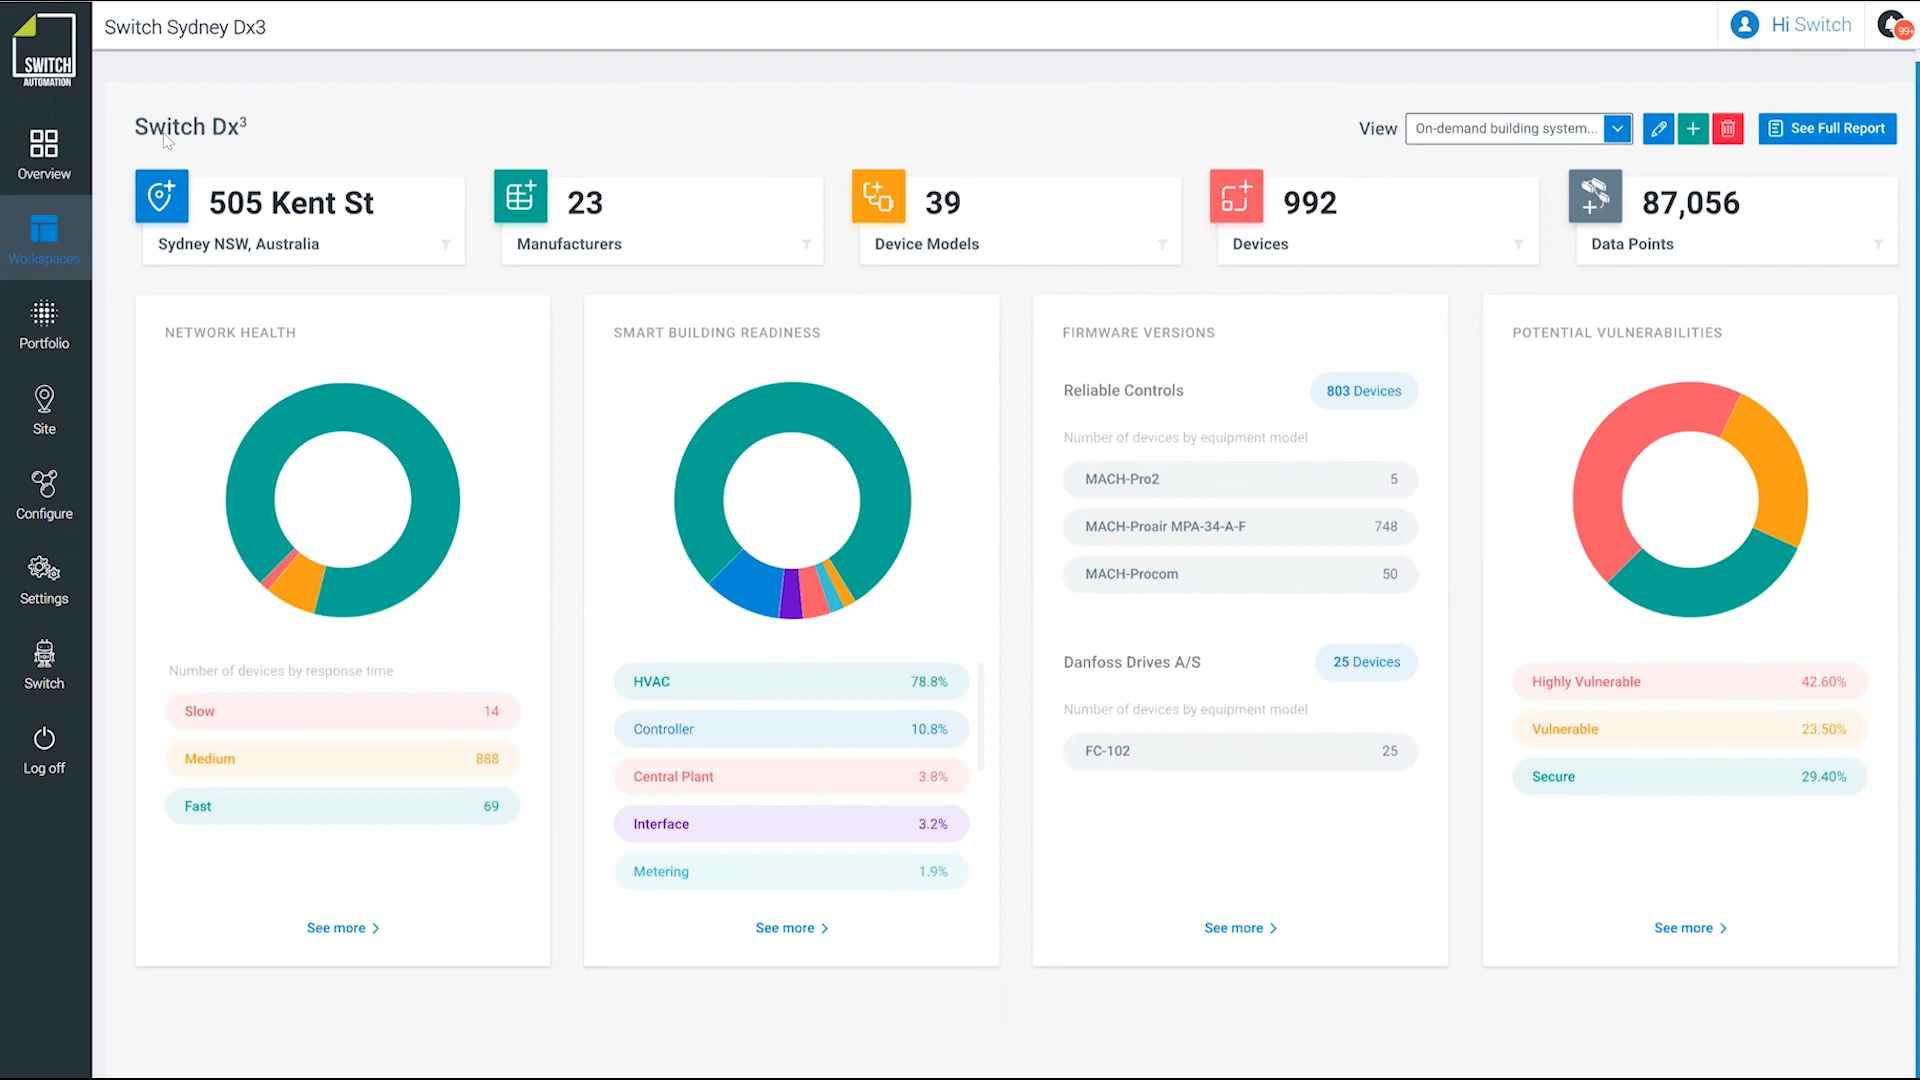 SWITCH
AUTOMATION
Switch Sydney Dx3
Hi Switch
99+
Overview
Workspaces
Portfolio
Site
Configure
Settings
Switch
Log off
Switch Dx³
View
On-demand building system...
See Full Report
505 Kent St
Sydney NSW, Australia
23
Manufacturers
39
Device Models
992
Devices
87,056
Data Points
NETWORK HEALTH
Number of devices by response time
Slow 14
Medium 888
Fast 69
See more
SMART BUILDING READINESS
HVAC 78.8%
Controller 10.8%
Central Plant 3.8%
Interface 3.2%
Metering 1.9%
See more
FIRMWARE VERSIONS
Reliable Controls 803 Devices
Number of devices by equipment model
MACH-Pro2 5
MACH-Proair MPA-34-A-F 748
MACH-Procom 50
Danfoss Drives A/S 25 Devices
Number of devices by equipment model
FC-102 25
See more
POTENTIAL VULNERABILITIES
Highly Vulnerable 42.60%
Vulnerable 23.50%
Secure 29.40%
See more